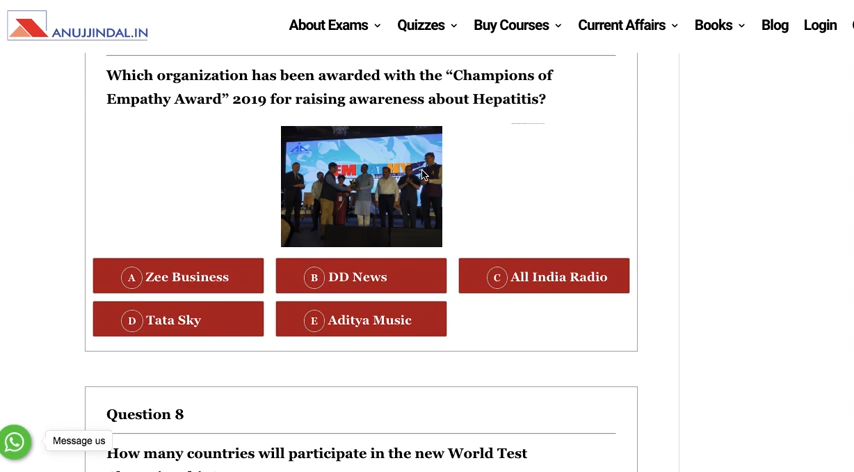 ANUJJINDAL.IN
About Exams Quizzes Buy Courses Current Affairs Books Blog Login
Which organization has been awarded with the “Champions of
Empathy Award” 2019 for raising awareness about Hepatitis?
A Zee Business
B DD News
C All India Radio
D Tata Sky
E Aditya Music
Question 8
Message us
How many countries will participate in the new World Test